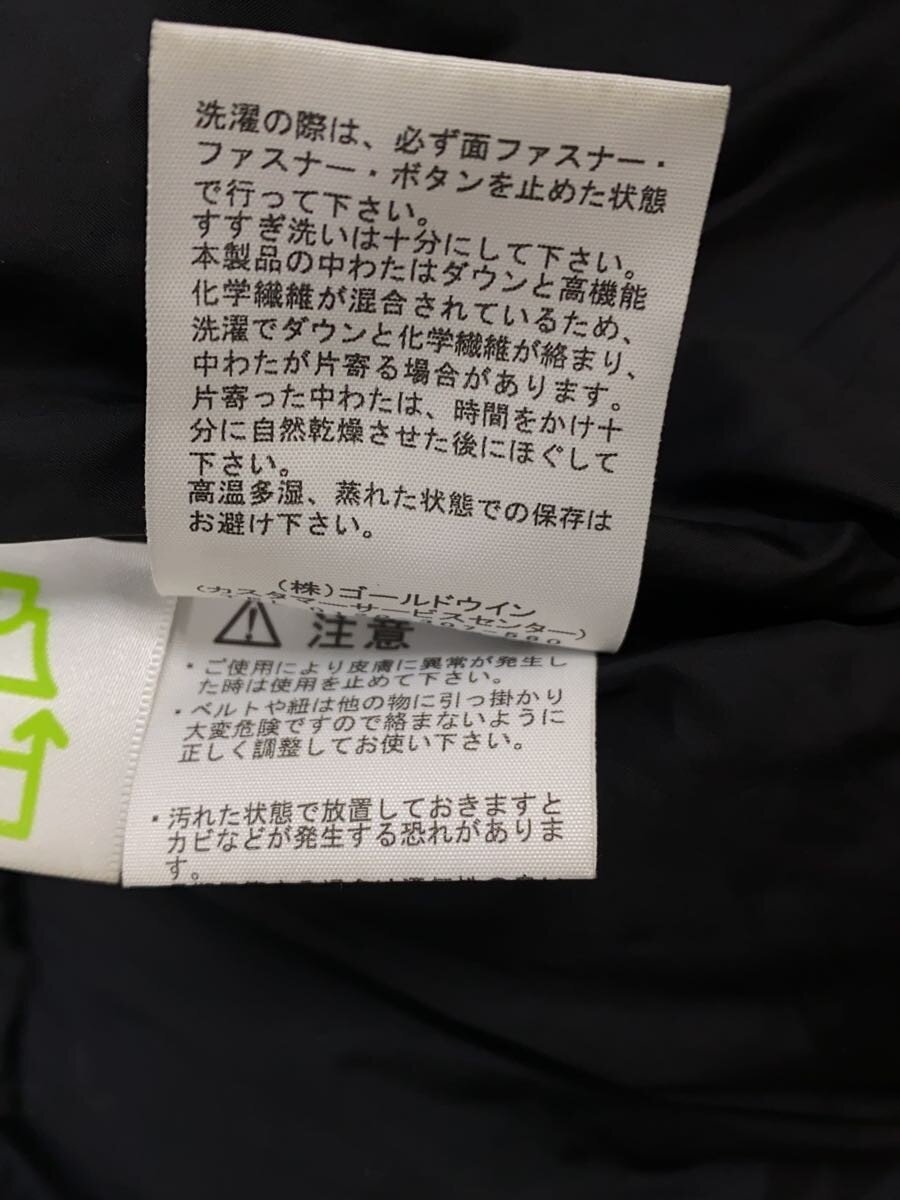 洗濯の際は、必ず面ファスナー・
ファスナー・ボタンを止めた状態
で行って下さい。
すすぎ洗いは十分にして下さい。
本製品の中わたはダウンと高機能
化学繊維が混合されているため、
洗濯でダウンと化学繊維が絡まり、
中わたが片寄る場合があります。
片寄った中わたは、時間をかけ十
分に自然乾燥させた後にほぐして
下さい。
高温多湿、蒸れた状態での保存は
お避け下さい。
(株)ゴールドウイン
(カスタマーサービスセンター)
注意
・ご使用により皮膚に異常が発生し
た時は使用を止めて下さい。
・ベルトや紐は他の物に引っ掛かり
大変危険ですので絡まないように
正しく調整してお使い下さい。
・汚れた状態で放置しておきますと
カビなどが発生する恐れがありま
す。